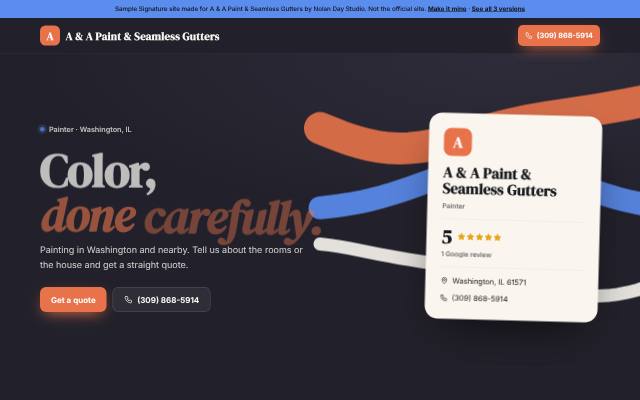 Sample Signature site made for A & A Paint & Seamless Gutters by Nolan Day Studio. Not the official site. Make it mine · See all 3 versions
A A & A Paint & Seamless Gutters
(309) 868-5914
Painter · Washington, IL
Color,
done carefully.
Painting in Washington and nearby. Tell us about the rooms or
the house and get a straight quote.
Get a quote
(309) 868-5914
A
A & A Paint &
Seamless Gutters
Painter
5
1 Google review
Washington, IL 61571
(309) 868-5914